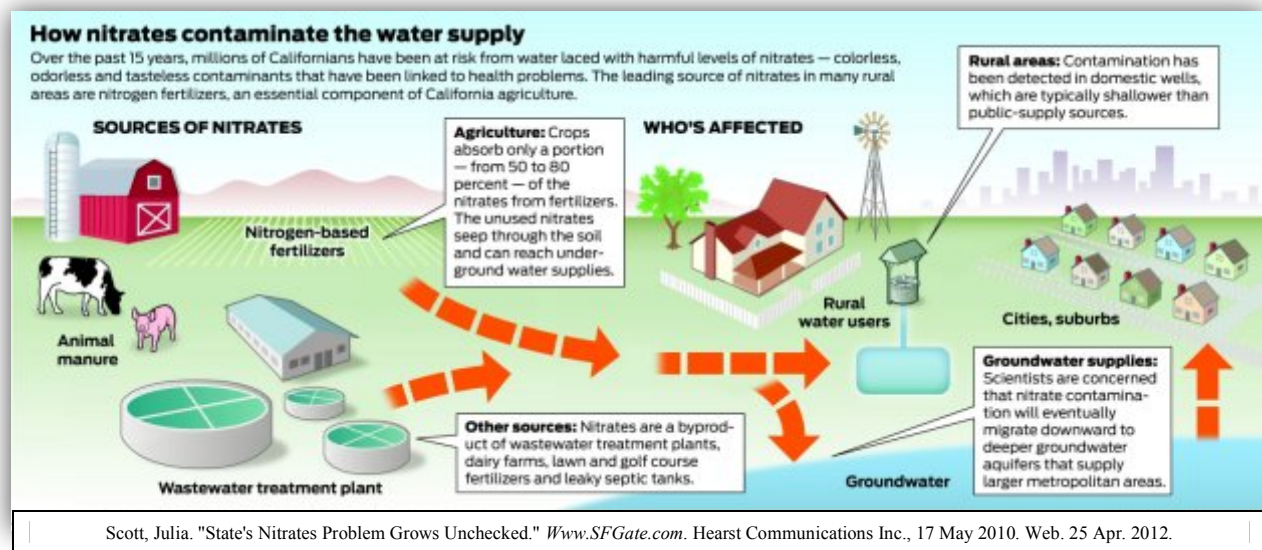 How nitrates contaminate the water supply
Over the past 15 years, millions of Californians have been at risk from water laced with harmful levels of nitrates — colorless,
odorless and tasteless contaminants that have been linked to health problems. The leading source of nitrates in many rural
areas are nitrogen fertilizers, an essential component of California agriculture.
SOURCES OF NITRATES
Nitrogen-based
fertilizers
Agriculture: Crops
absorb only a portion
— from 50 to 80
percent — of the
nitrates from fertilizers.
The unused nitrates
seep through the soil
and can reach under-
ground water supplies.
Animal
manure
Other sources: Nitrates are a byprod-
uct of wastewater treatment plants,
dairy farms, lawn and golf course
fertilizers and leaky septic tanks.
Wastewater treatment plant
WHO'S AFFECTED
Rural areas: Contamination has
been detected in domestic wells,
which are typically shallower than
public-supply sources.
Rural
water users
Cities, suburbs
Groundwater supplies:
Scientists are concerned
that nitrate contamina-
tion will eventually
migrate downward to
deeper groundwater
aquifers that supply
larger metropolitan areas.
Groundwater
Scott, Julia. "State's Nitrates Problem Grows Unchecked." Www.SFGate.com. Hearst Communications Inc., 17 May 2010. Web. 25 Apr. 2012.